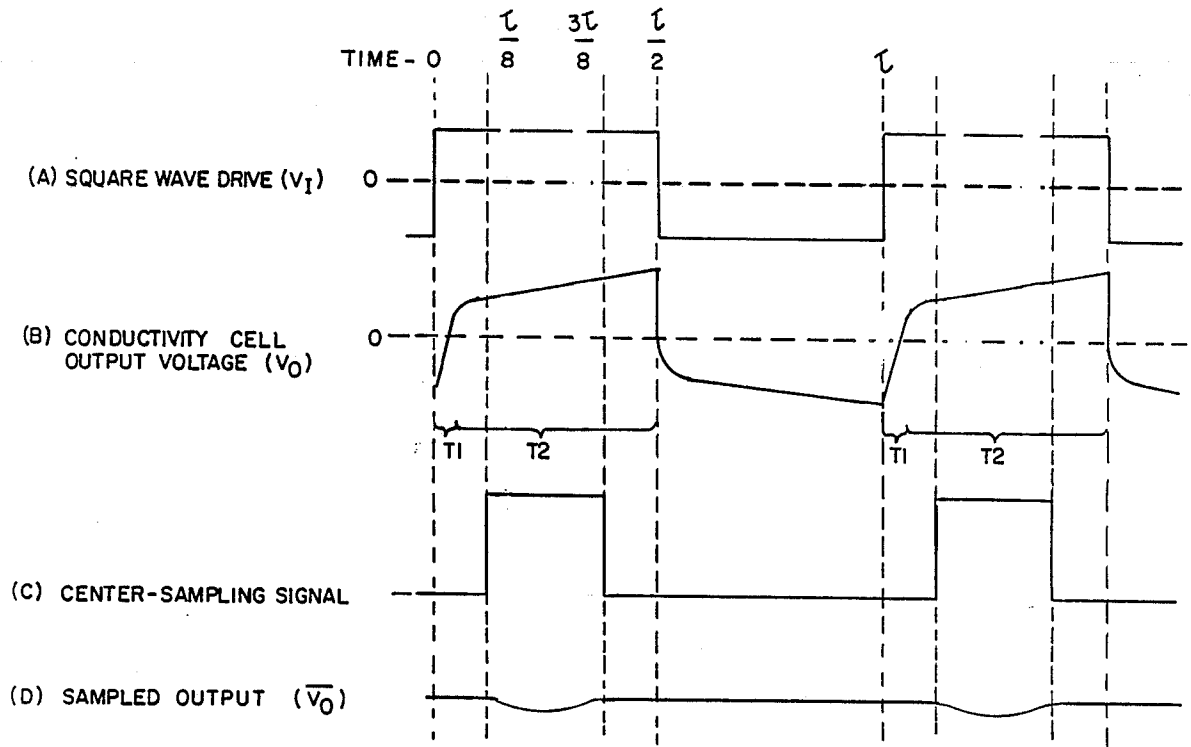 TIME - 0 τ/8 3τ/8 τ/2 τ
(A) SQUARE WAVE DRIVE (VI) 0
(B) CONDUCTIVITY CELL 0
OUTPUT VOLTAGE (VO)
T1 T2 T1 T2
(C) CENTER-SAMPLING SIGNAL
(D) SAMPLED OUTPUT (V̅O̅)